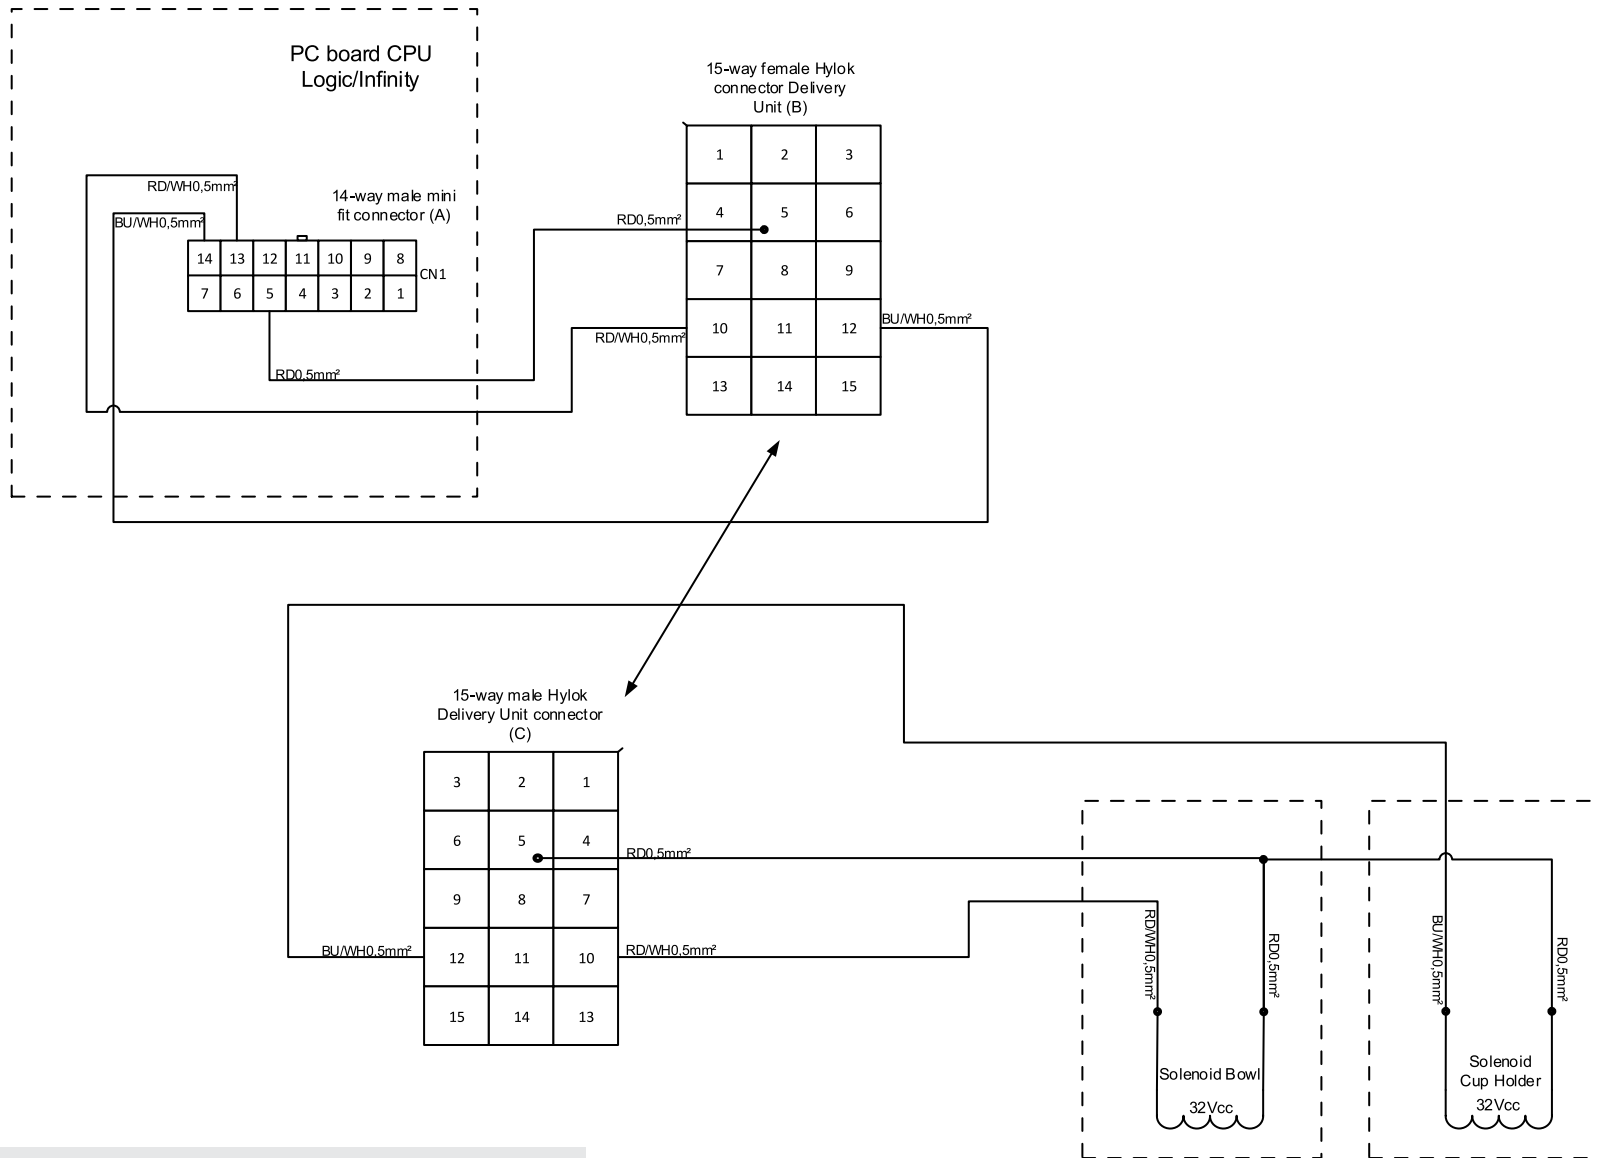 PC board CPU
Logic/Infinity
15-way female Hylok
connector Delivery
Unit (B)
1 2 3
4 5 6
7 8 9
10 11 12
13 14 15
RD/WH0,5mm²
BU/WH0,5mm²
14-way male mini
fit connector (A)
14 13 12 11 10 9 8
7 6 5 4 3 2 1
CN1
RD0,5mm²
RD0,5mm²
RD/WH0,5mm²
BU/WH0,5mm²
15-way male Hylok
Delivery Unit connector
(C)
3 2 1
6 5 4
9 8 7
12 11 10
15 14 13
RD0,5mm²
BU/WH0.5mm²
RD/WH0,5mm²
RD/WH0,5mm²
RD0,5mm²
BU/WH0,5mm²
RD0,5mm²
Solenoid Bowl
32Vcc
Solenoid
Cup Holder
32Vcc